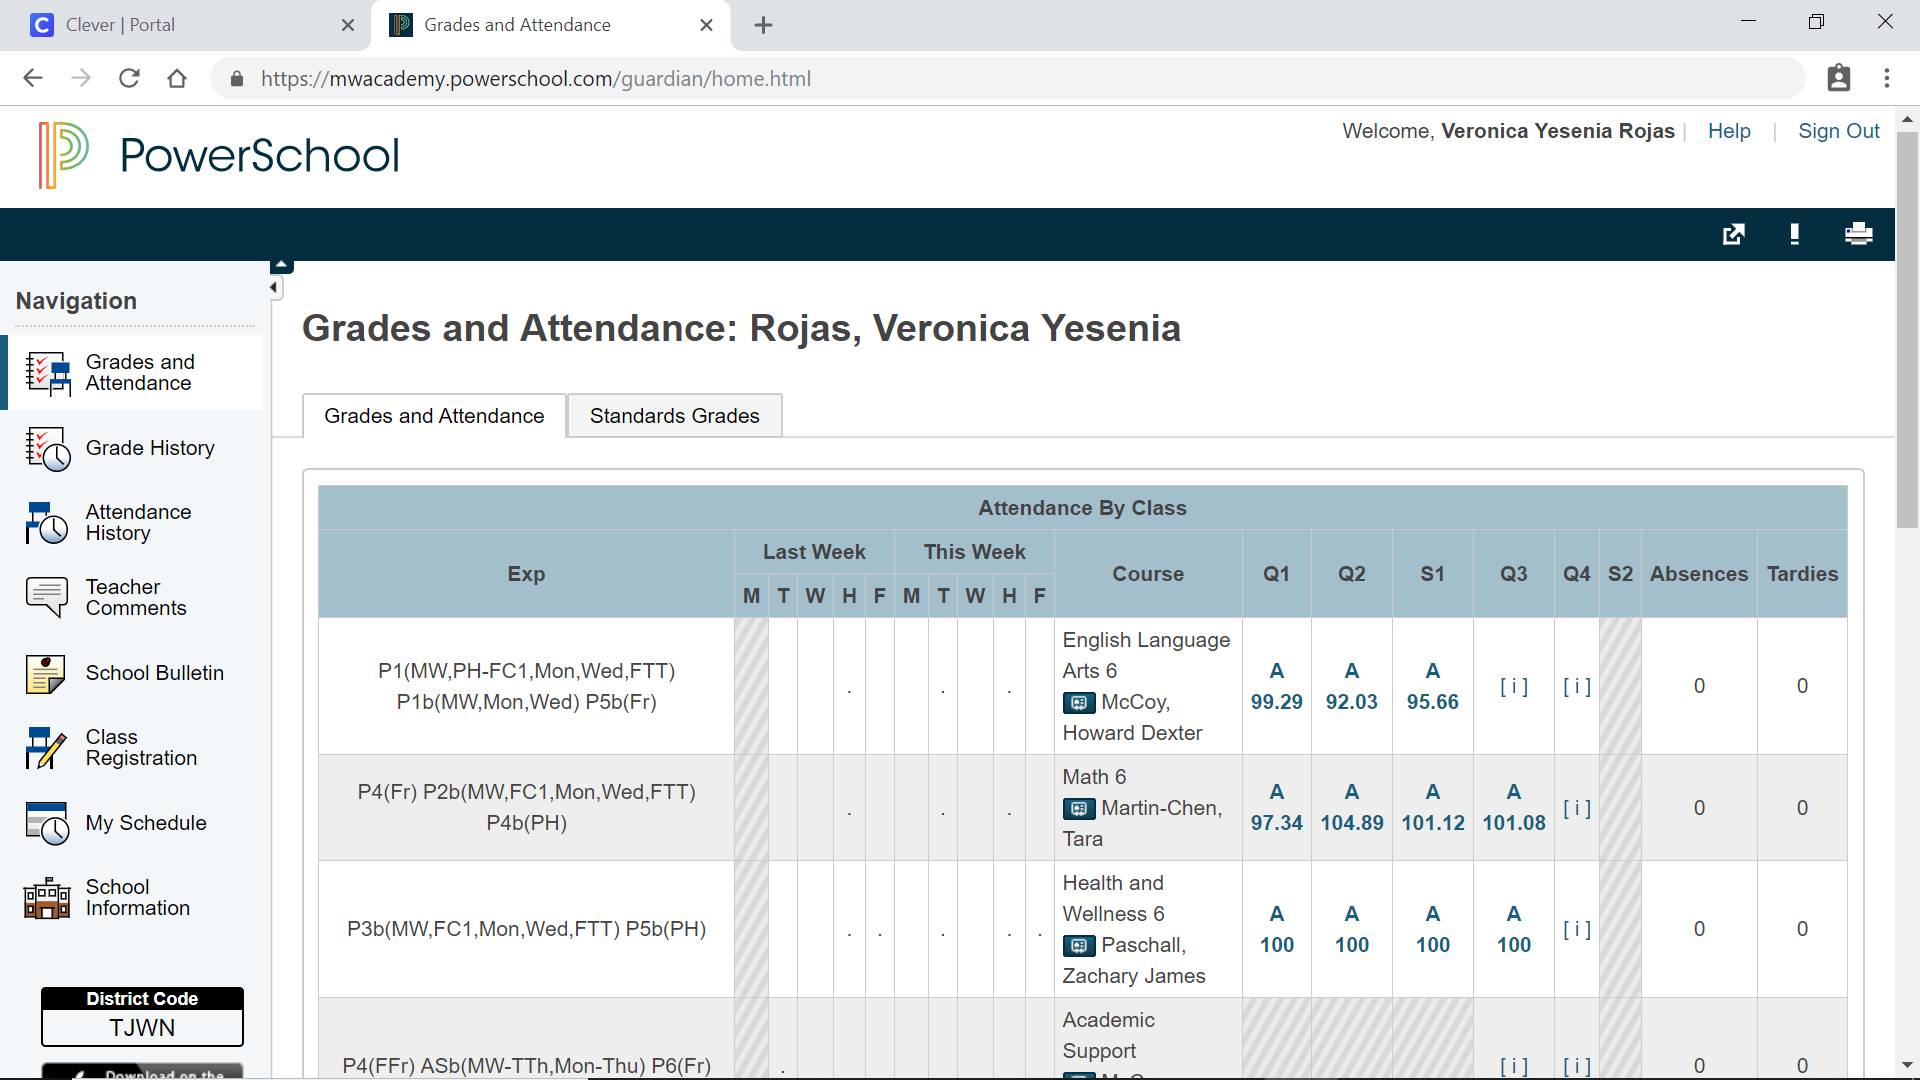 Clever | Portal
Grades and Attendance
https://mwacademy.powerschool.com/guardian/home.html
PowerSchool
Welcome, Veronica Yesenia Rojas | Help | Sign Out
Navigation
Grades and
Attendance
Grade History
Attendance
History
Teacher
Comments
School Bulletin
Class
Registration
My Schedule
School
Information
District Code
TJWN
Download on the
Grades and Attendance: Rojas, Veronica Yesenia
Grades and Attendance
Standards Grades
Attendance By Class
Exp Last Week This Week Course Q1 Q2 S1 Q3 Q4 S2 Absences Tardies
M T W H F M T W H F
P1(MW,PH-FC1,Mon,Wed,FTT)
P1b(MW,Mon,Wed) P5b(Fr)
. . .
English Language
Arts 6
McCoy,
Howard Dexter
A A A
99.29 92.03 95.66
[ i ] [ i ] 0 0
P4(Fr) P2b(MW,FC1,Mon,Wed,FTT)
P4b(PH)
. . .
Math 6
Martin-Chen,
Tara
A A A A
97.34 104.89 101.12 101.08
[ i ] 0 0
P3b(MW,FC1,Mon,Wed,FTT) P5b(PH)
. . . . .
Health and
Wellness 6
Paschall,
Zachary James
A A A A
100 100 100 100
[ i ] 0 0
P4(FFr) ASb(MW-TTh,Mon-Thu) P6(Fr)
.
Academic
Support
[ i ] [ i ] 0 0